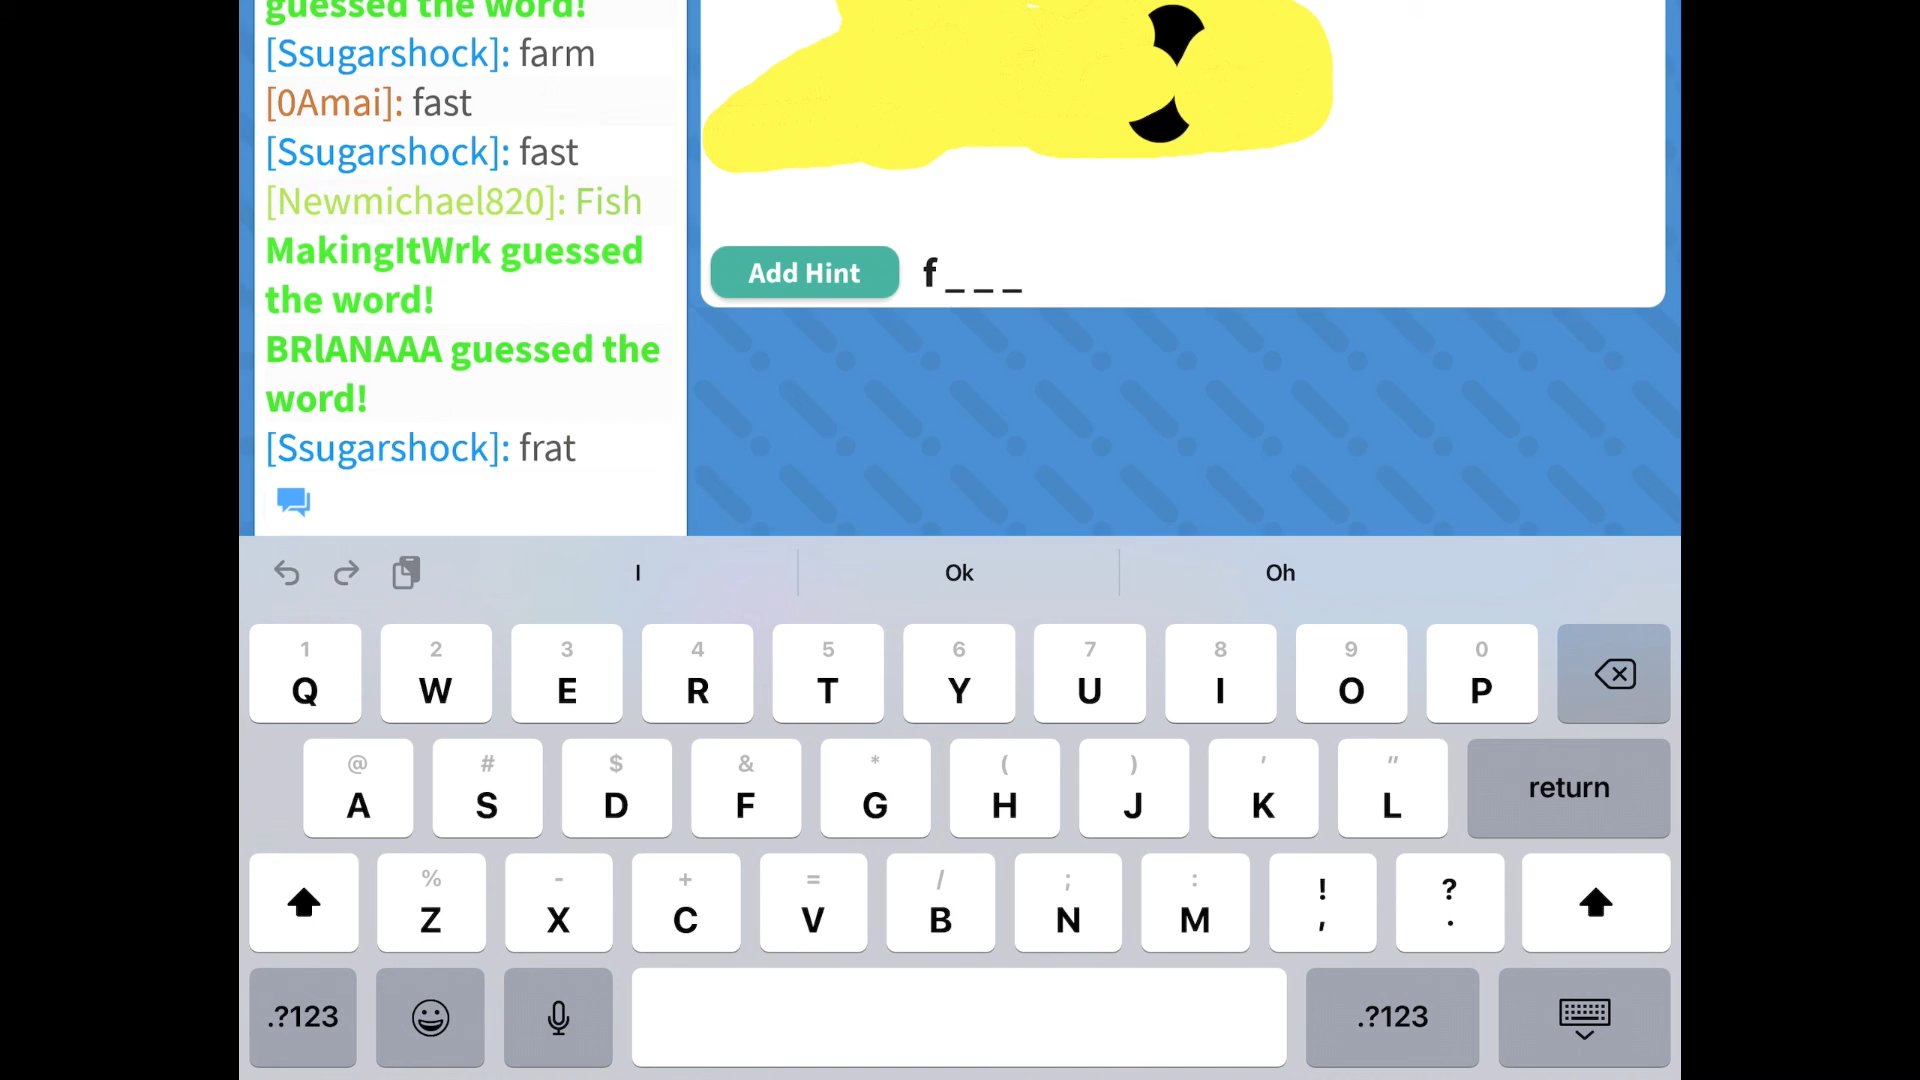 guessed the word!
[Ssugarshock]: farm
[0Amai]: fast
[Ssugarshock]: fast
[Newmichael820]: Fish
MakingItWrk guessed
the word!
BRlANAAA guessed the
word!
[Ssugarshock]: frat
Add Hint f _ _ _
I Ok Oh
1 2 3 4 5 6 7 8 9 0
Q W E R T Y U I O P
@ # $ & * ( ) ' "
A S D F G H J K L return
% - + = / ; : ! ?
Z X C V B N M , .
.?123 .?123